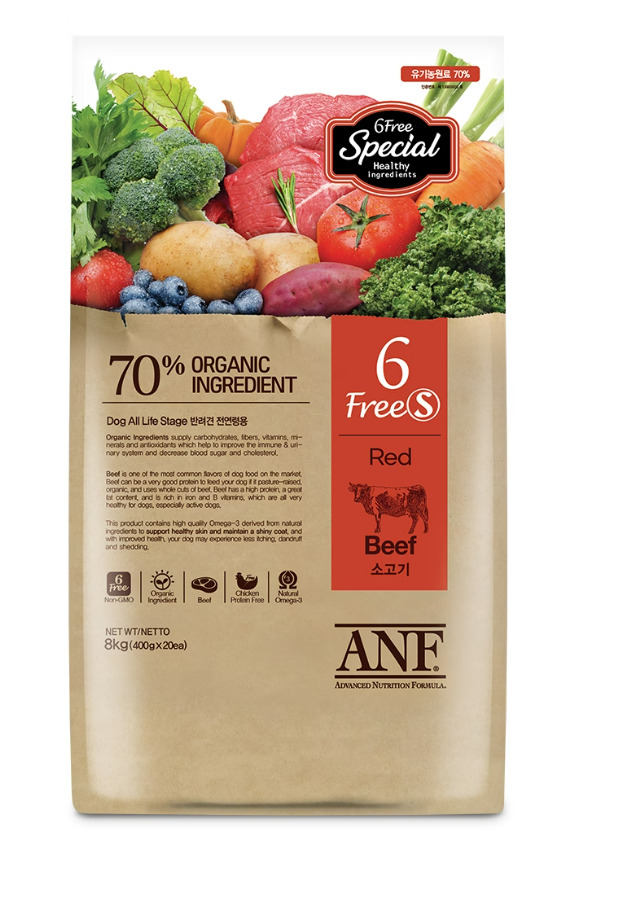 유기농원료 70%
6Free
Special
Healthy
ingredients
70% ORGANIC
INGREDIENT
Dog All Life Stage 반려견 전연령용
Organic Ingredients supply carbohydrates, fibers, vitamins, mi-
nerals and antioxidants which help to improve the immune & uri-
nary system and decrease blood sugar and cholesterol.
Beef is one of the most common flavors of dog food on the market.
Beef can be a very good protein to feed your dog if it pasture-raised,
organic, and uses whole cuts of beef. Beef has a high protein, a great
fat content, and is rich in iron and B vitamins, which are all very
healthy for dogs, especially active dogs.
This product contains high quality Omega-3 derived from natural
ingredients to support healthy skin and maintain a shiny coat, and
with improved health, your dog may experience less itching, dandruff
and shedding.
6
Free
Non-GMO
Organic
Ingredient
Beef
Chicken
Protein Free
Natural
Omega-3
NET WT/NETTO
8kg(400gX20ea)
6
Free S
Red
Beef
소고기
ANF®
ADVANCED NUTRITION FORMULA™